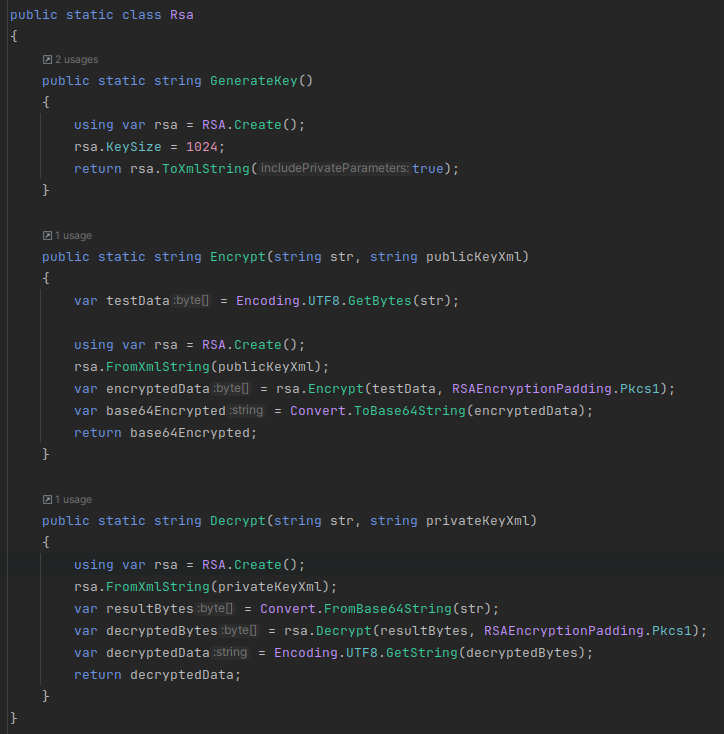 public static class Rsa
{
2 usages
public static string GenerateKey()
{
using var rsa = RSA.Create();
rsa.KeySize = 1024;
return rsa.ToXmlString(includePrivateParameters:true);
}
1 usage
public static string Encrypt(string str, string publicKeyXml)
{
var testData:byte[] = Encoding.UTF8.GetBytes(str);
using var rsa = RSA.Create();
rsa.FromXmlString(publicKeyXml);
var encryptedData:byte[] = rsa.Encrypt(testData, RSAEncryptionPadding.Pkcs1);
var base64Encrypted:string = Convert.ToBase64String(encryptedData);
return base64Encrypted;
}
1 usage
public static string Decrypt(string str, string privateKeyXml)
{
using var rsa = RSA.Create();
rsa.FromXmlString(privateKeyXml);
var resultBytes:byte[] = Convert.FromBase64String(str);
var decryptedBytes:byte[] = rsa.Decrypt(resultBytes, RSAEncryptionPadding.Pkcs1);
var decryptedData:string = Encoding.UTF8.GetString(decryptedBytes);
return decryptedData;
}
}